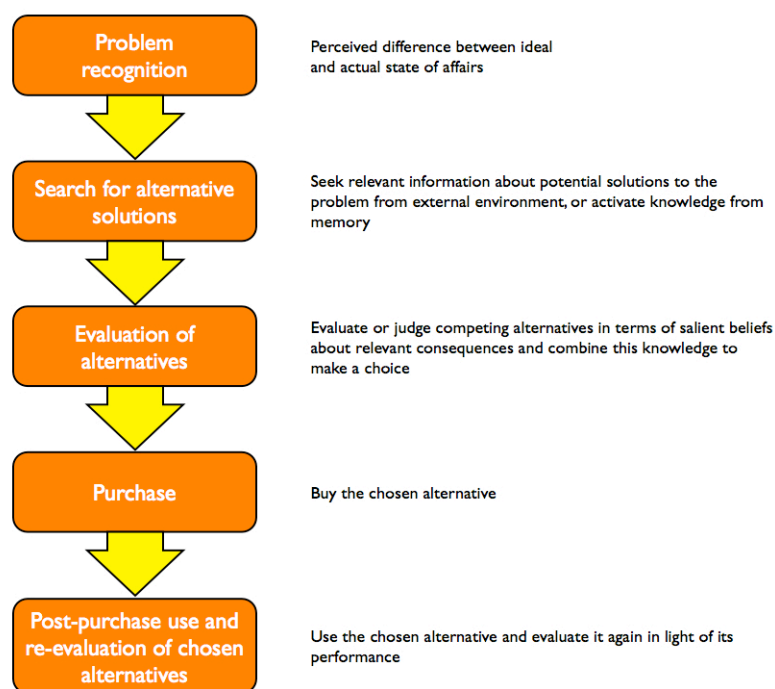 Problem
recognition
Perceived difference between ideal
and actual state of affairs
Search for alternative
solutions
Seek relevant information about potential solutions to the
problem from external environment, or activate knowledge from
memory
Evaluation of
alternatives
Evaluate or judge competing alternatives in terms of salient beliefs
about relevant consequences and combine this knowledge to
make a choice
Purchase
Buy the chosen alternative
Post-purchase use and
re-evaluation of chosen
alternatives
Use the chosen alternative and evaluate it again in light of its
performance